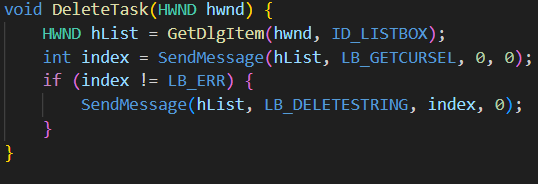 void DeleteTask(HWND hwnd) {
    HWND hList = GetDlgItem(hwnd, ID_LISTBOX);
    int index = SendMessage(hList, LB_GETCURSEL, 0, 0);
    if (index != LB_ERR) {
        SendMessage(hList, LB_DELETESTRING, index, 0);
    }
}